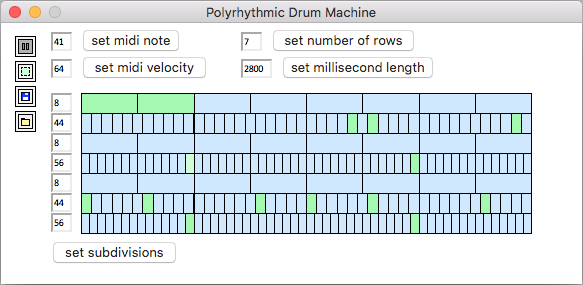 Polyrhythmic Drum Machine
41 set midi note 7 set number of rows
64 set midi velocity 2800 set millisecond length
8
44
8
56
8
44
56
set subdivisions